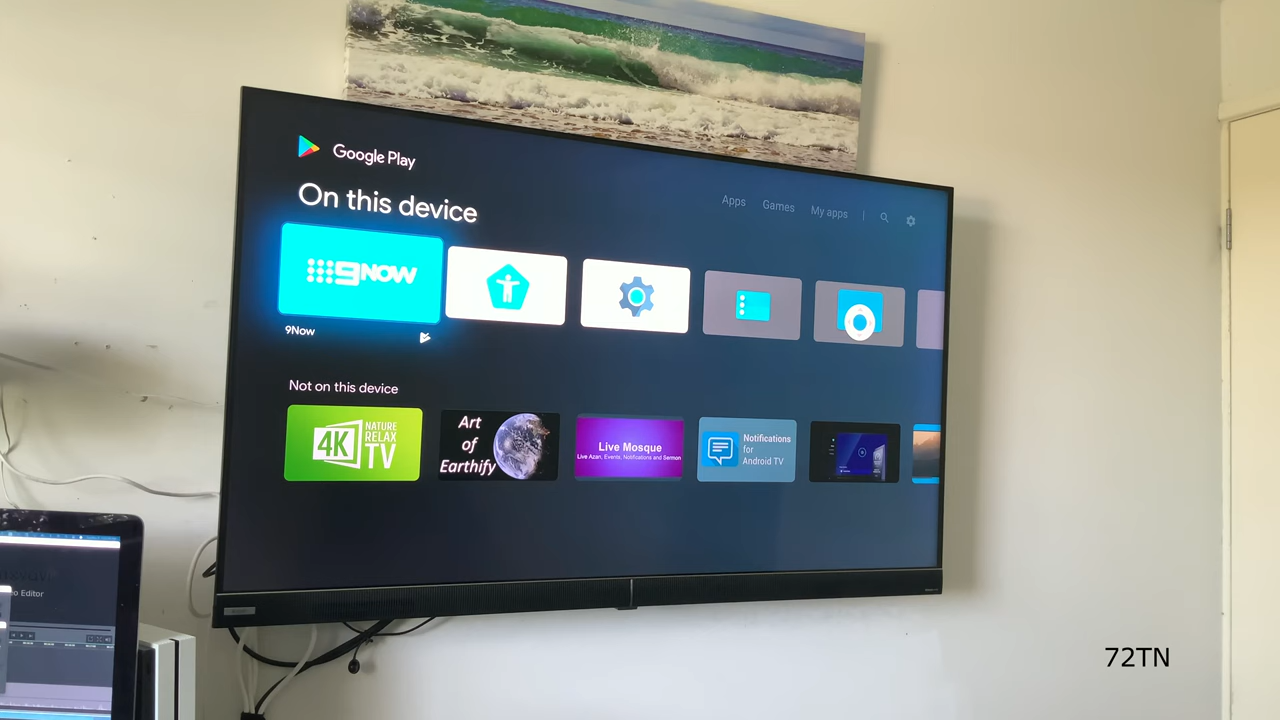 Google Play
On this device
Apps Games My apps
9NOW
9Now
Not on this device
4K NATURE
RELAX
TV
Art
of
Earthify
Live Mosque
Live Azan, Events, Notifications and Sermon
Notifications
for
Android TV
o Editor
72TN